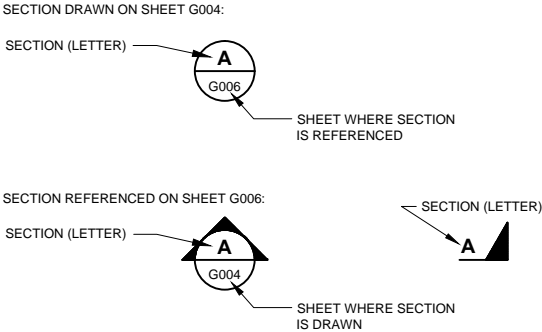 SECTION DRAWN ON SHEET G004:
SECTION (LETTER)
A
G006
SHEET WHERE SECTION
IS REFERENCED
SECTION REFERENCED ON SHEET G006:
SECTION (LETTER)
A
G004
SHEET WHERE SECTION
IS DRAWN
SECTION (LETTER)
A